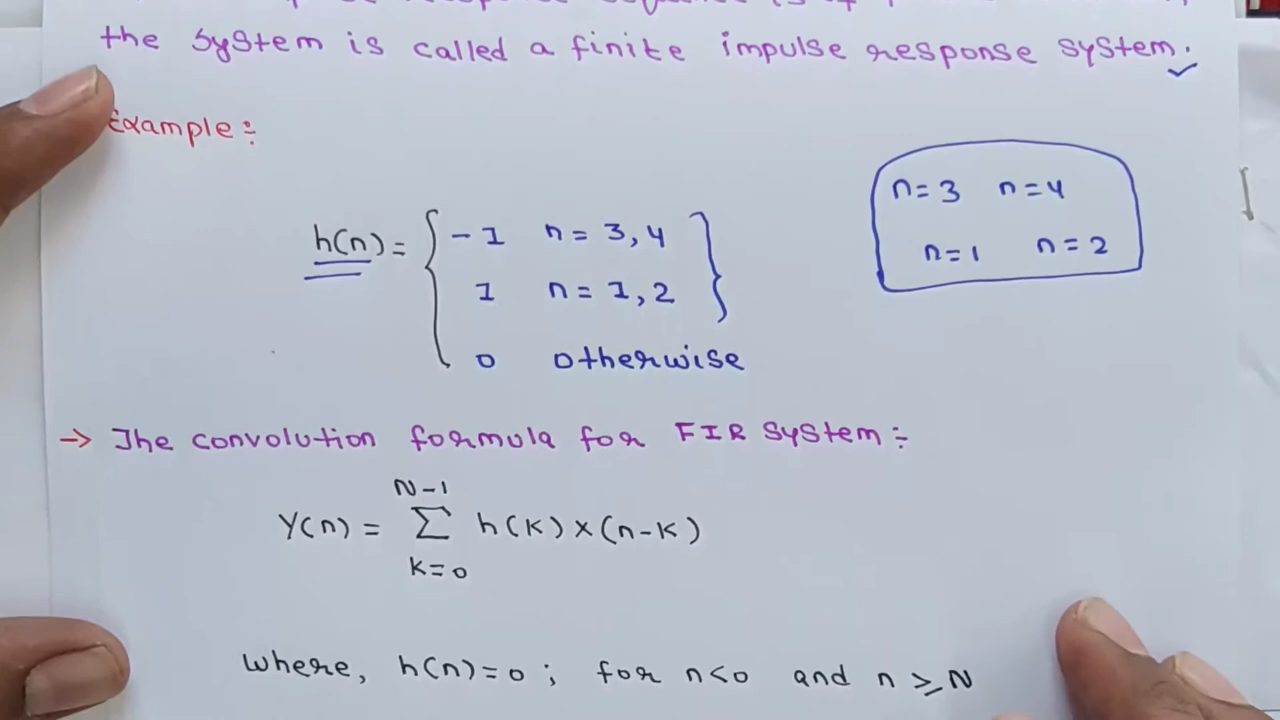 the system is called a finite impulse response system.
Example:
h(n) = { -1 n = 3, 4
1 n = 1, 2 }
0 otherwise
n = 3 n = 4
n = 1 n = 2
→ The convolution formula for FIR system:
N-1
Y(n) = Σ h(k) x (n-k)
k=0
where, h(n) = 0 ; for n < 0 and n ≥ N